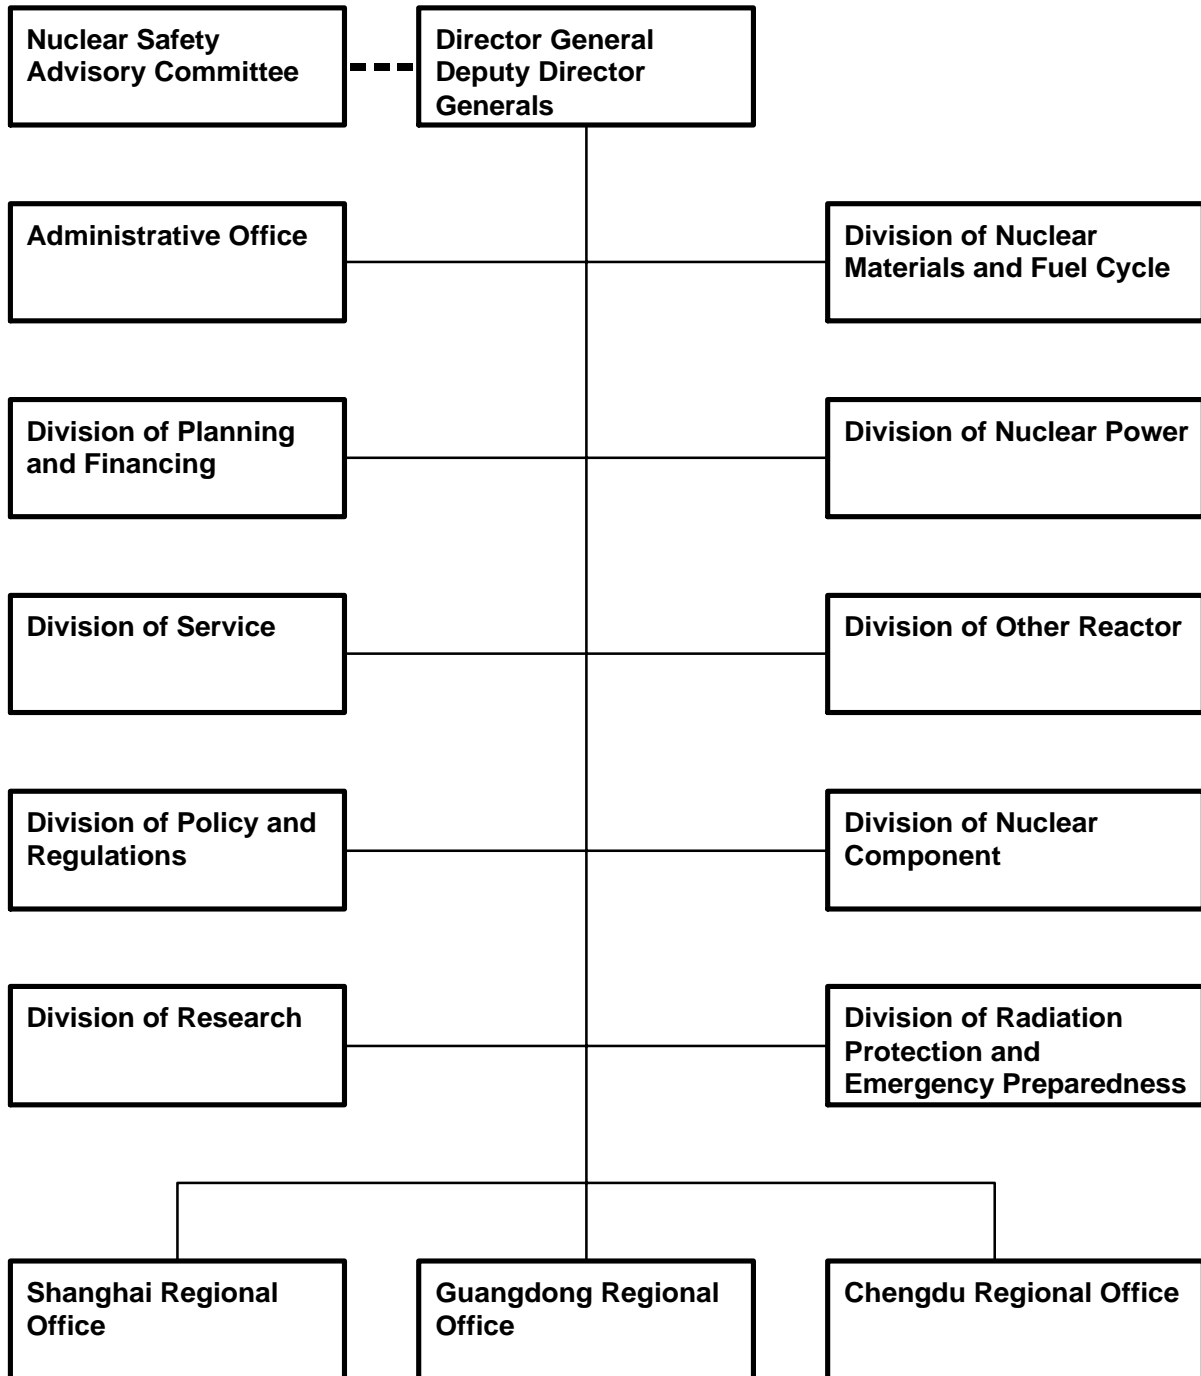 Nuclear Safety
Advisory Committee
Director General
Deputy Director
Generals
Administrative Office
Division of Nuclear
Materials and Fuel Cycle
Division of Planning
and Financing
Division of Nuclear Power
Division of Service
Division of Other Reactor
Division of Policy and
Regulations
Division of Nuclear
Component
Division of Research
Division of Radiation
Protection and
Emergency Preparedness
Shanghai Regional
Office
Guangdong Regional
Office
Chengdu Regional Office